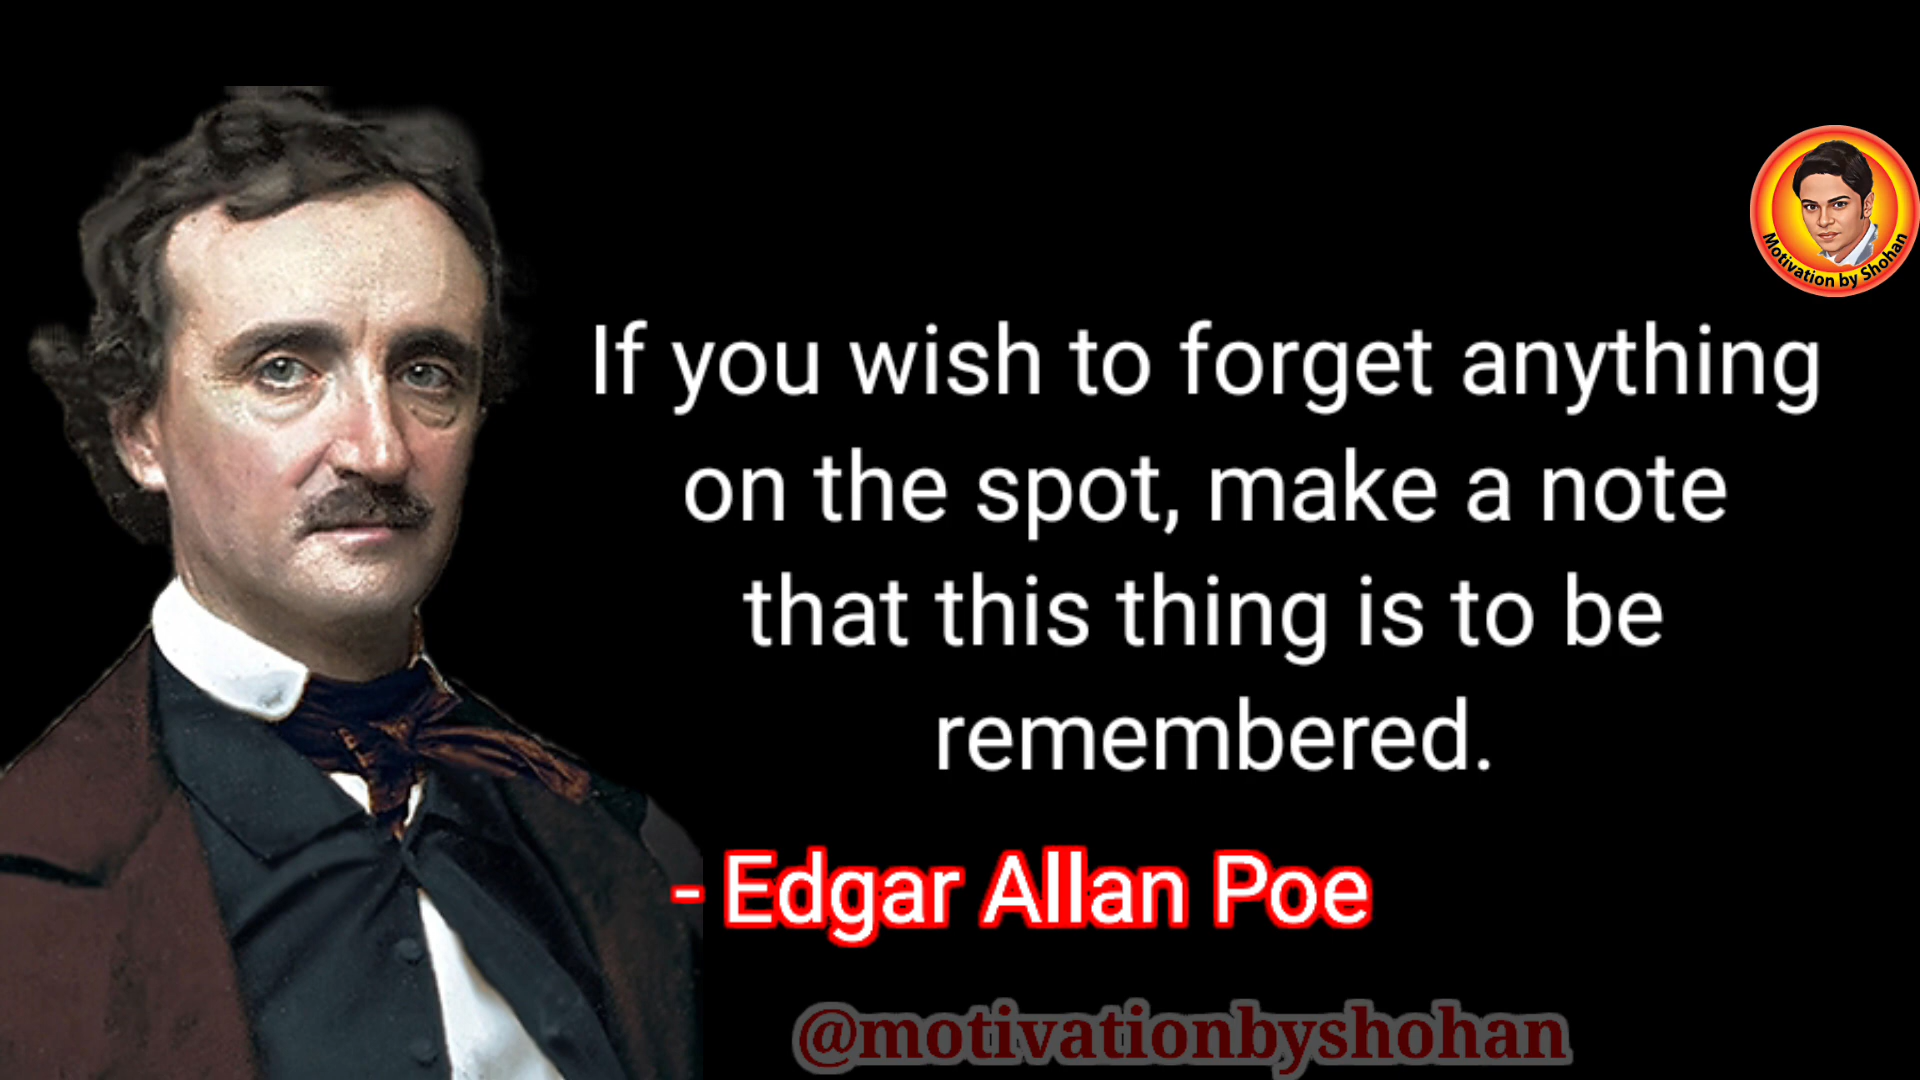 Motivation by Shohan
If you wish to forget anything
on the spot, make a note
that this thing is to be
remembered.
- Edgar Allan Poe
@motivationbyshohan